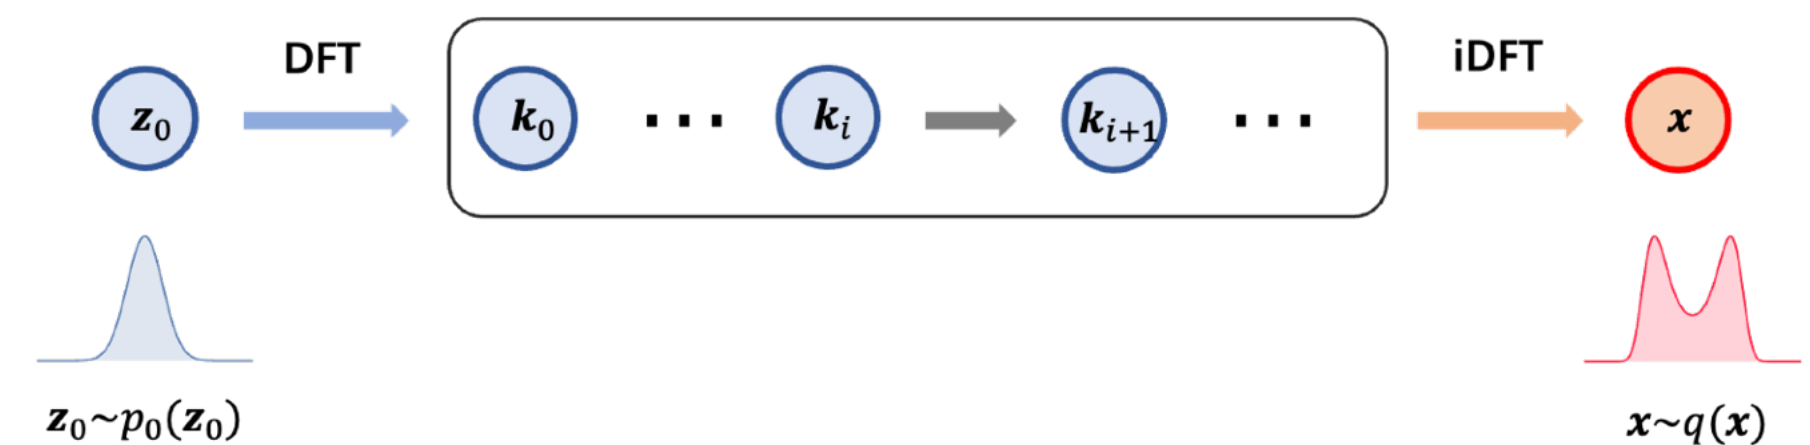 DFT
iDFT
z₀
k₀
...
kᵢ
kᵢ₊₁
...
x
z₀~p₀(z₀)
x~q(x)